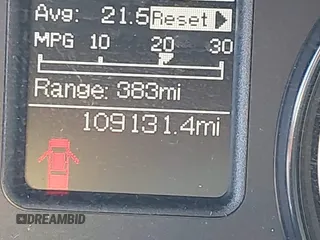 Avg: 21.5 Reset ▶
MPG 10 20 30
Range: 383mi
109131.4mi
DREAMBID